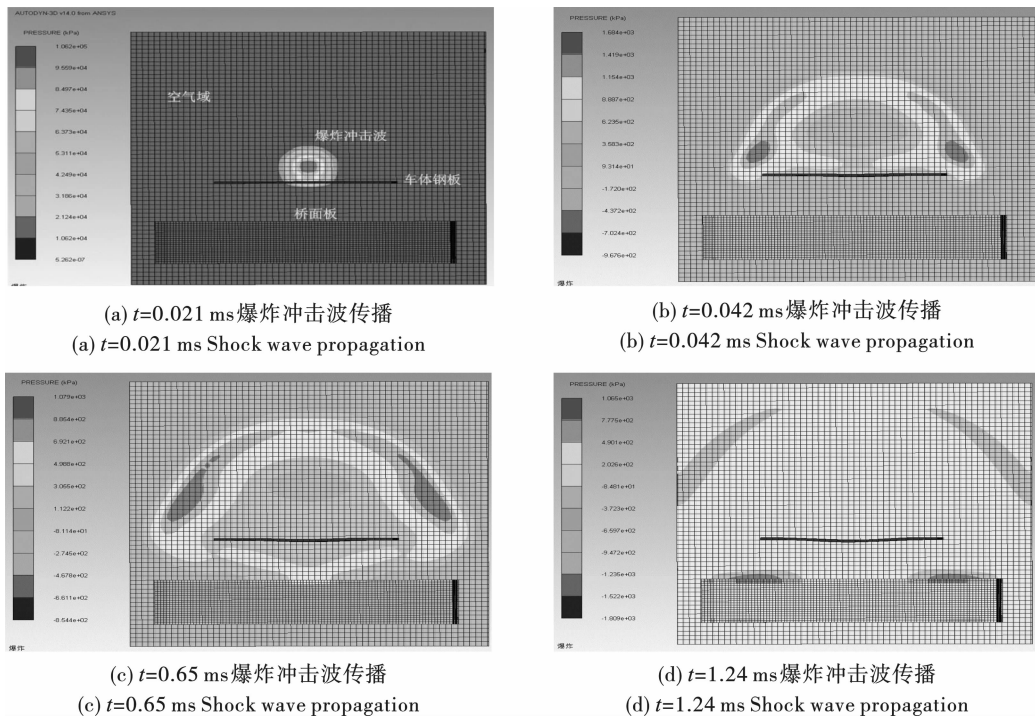 AUTODYN-3D v14.0 from ANSYS
PRESSURE (kPa)
1.062e+05
9.559e+04
8.497e+04
7.435e+04
6.373e+04
5.311e+04
4.249e+04
3.186e+04
2.124e+04
1.062e+04
5.262e-07
爆炸
空气域
爆炸冲击波
车体钢板
桥面板
(a) t=0.021 ms爆炸冲击波传播
(a) t=0.021 ms Shock wave propagation
PRESSURE (kPa)
1.684e+03
1.419e+03
1.154e+03
8.887e+02
6.235e+02
3.583e+02
9.314e+01
-1.720e+02
-4.372e+02
-7.024e+02
-9.676e+02
爆炸
(b) t=0.042 ms爆炸冲击波传播
(b) t=0.042 ms Shock wave propagation
PRESSURE (kPa)
1.079e+03
8.854e+02
6.921e+02
4.988e+02
3.055e+02
1.122e+02
-8.114e+01
-2.745e+02
-4.678e+02
-6.611e+02
-8.544e+02
爆炸
(c) t=0.65 ms爆炸冲击波传播
(c) t=0.65 ms Shock wave propagation
PRESSURE (kPa)
1.065e+03
7.775e+02
4.901e+02
2.026e+02
-8.481e+01
-3.723e+02
-6.597e+02
-9.472e+02
-1.235e+03
-1.522e+03
-1.809e+03
爆炸
(d) t=1.24 ms爆炸冲击波传播
(d) t=1.24 ms Shock wave propagation